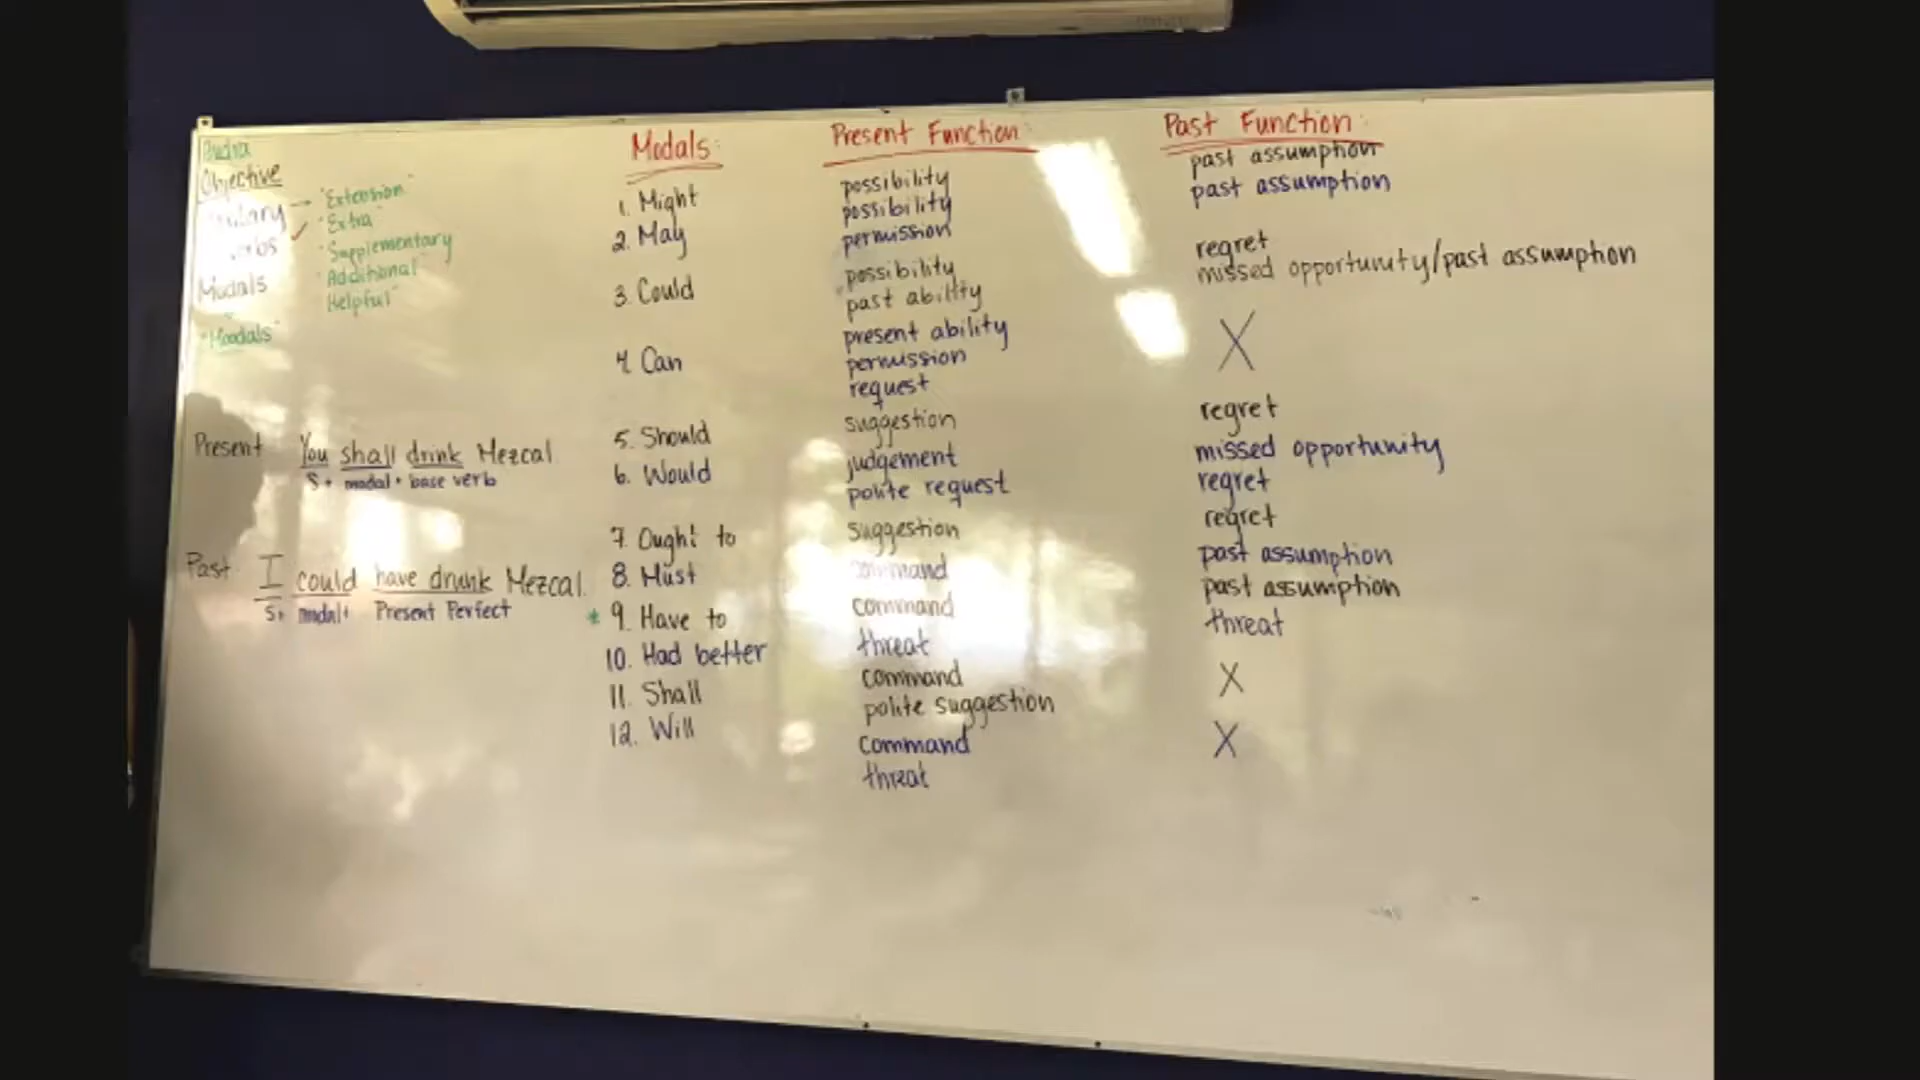 Objective
"Extension"
"Extra"
"Supplementary
"Additional"
Helpful"
Modals
"Moodals"
Present You shall drink Mezcal
S + modal + base verb
Past I could have drunk Mezcal.
S+ modal+ Present Perfect
Modals:
1. Might
2. May
3. Could
4. Can
5. Should
6. Would
7. Ought to
8. Must
* 9. Have to
10. Had better
11. Shall
12. Will
Present Function:
possibility
possibility
permission
possibility
past ability
present ability
permission
request
suggestion
judgement
polite request
suggestion
command
command
threat
command
polite suggestion
command
threat
Past Function:
past assumption
past assumption
regret
missed opportunity/past assumption
X
regret
missed opportunity
regret
regret
past assumption
past assumption
threat
X
X